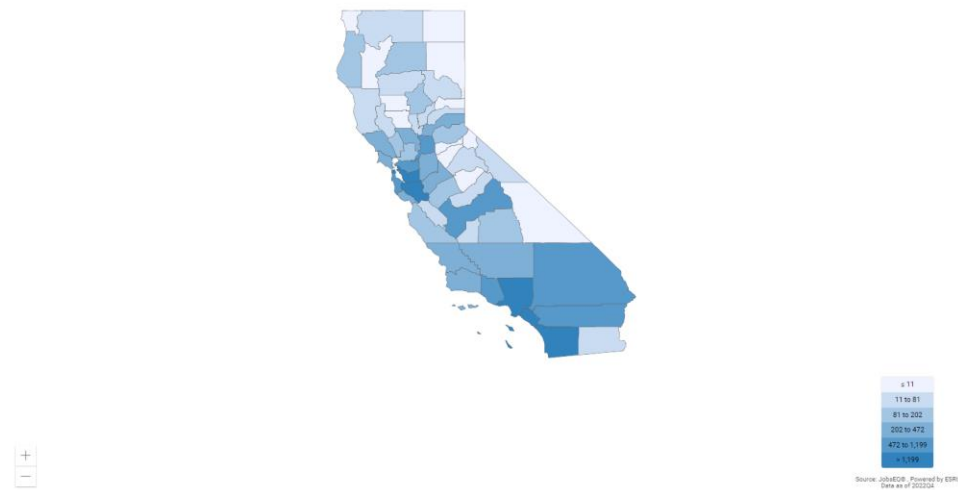 ≤ 11
11 to 81
81 to 202
202 to 472
472 to 1,199
> 1,199
Source: JobsEQ®, Powered by ESRI
Data as of 2022Q4